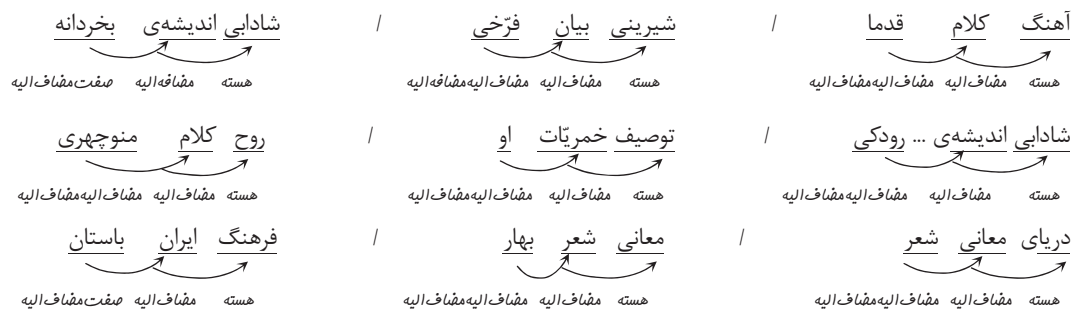 آهنگ کلام قدما / شیرینی بیان فرّخی / شادابی اندیشه‌ی بخردانه
هسته مضاف‌الیه مضاف‌الیه‌مضاف‌الیه هسته مضاف‌الیه مضاف‌الیه‌مضافه‌الیه هسته مضافه‌الیه صفت‌مضاف‌الیه
شادابی اندیشه‌ی ... رودکی / توصیف خمریّات او / روح کلام منوچهری
هسته مضاف‌الیه مضاف‌الیه‌مضاف‌الیه هسته مضاف‌الیه مضاف‌الیه‌مضاف‌الیه هسته مضاف‌الیه مضاف‌الیه‌مضاف‌الیه
دریای معانی شعر / معانی شعر بهار / فرهنگ ایران باستان
هسته مضاف‌الیه مضاف‌الیه‌مضاف‌الیه هسته مضاف‌الیه مضاف‌الیه‌مضاف‌الیه هسته مضاف‌الیه صفت‌مضاف‌الیه